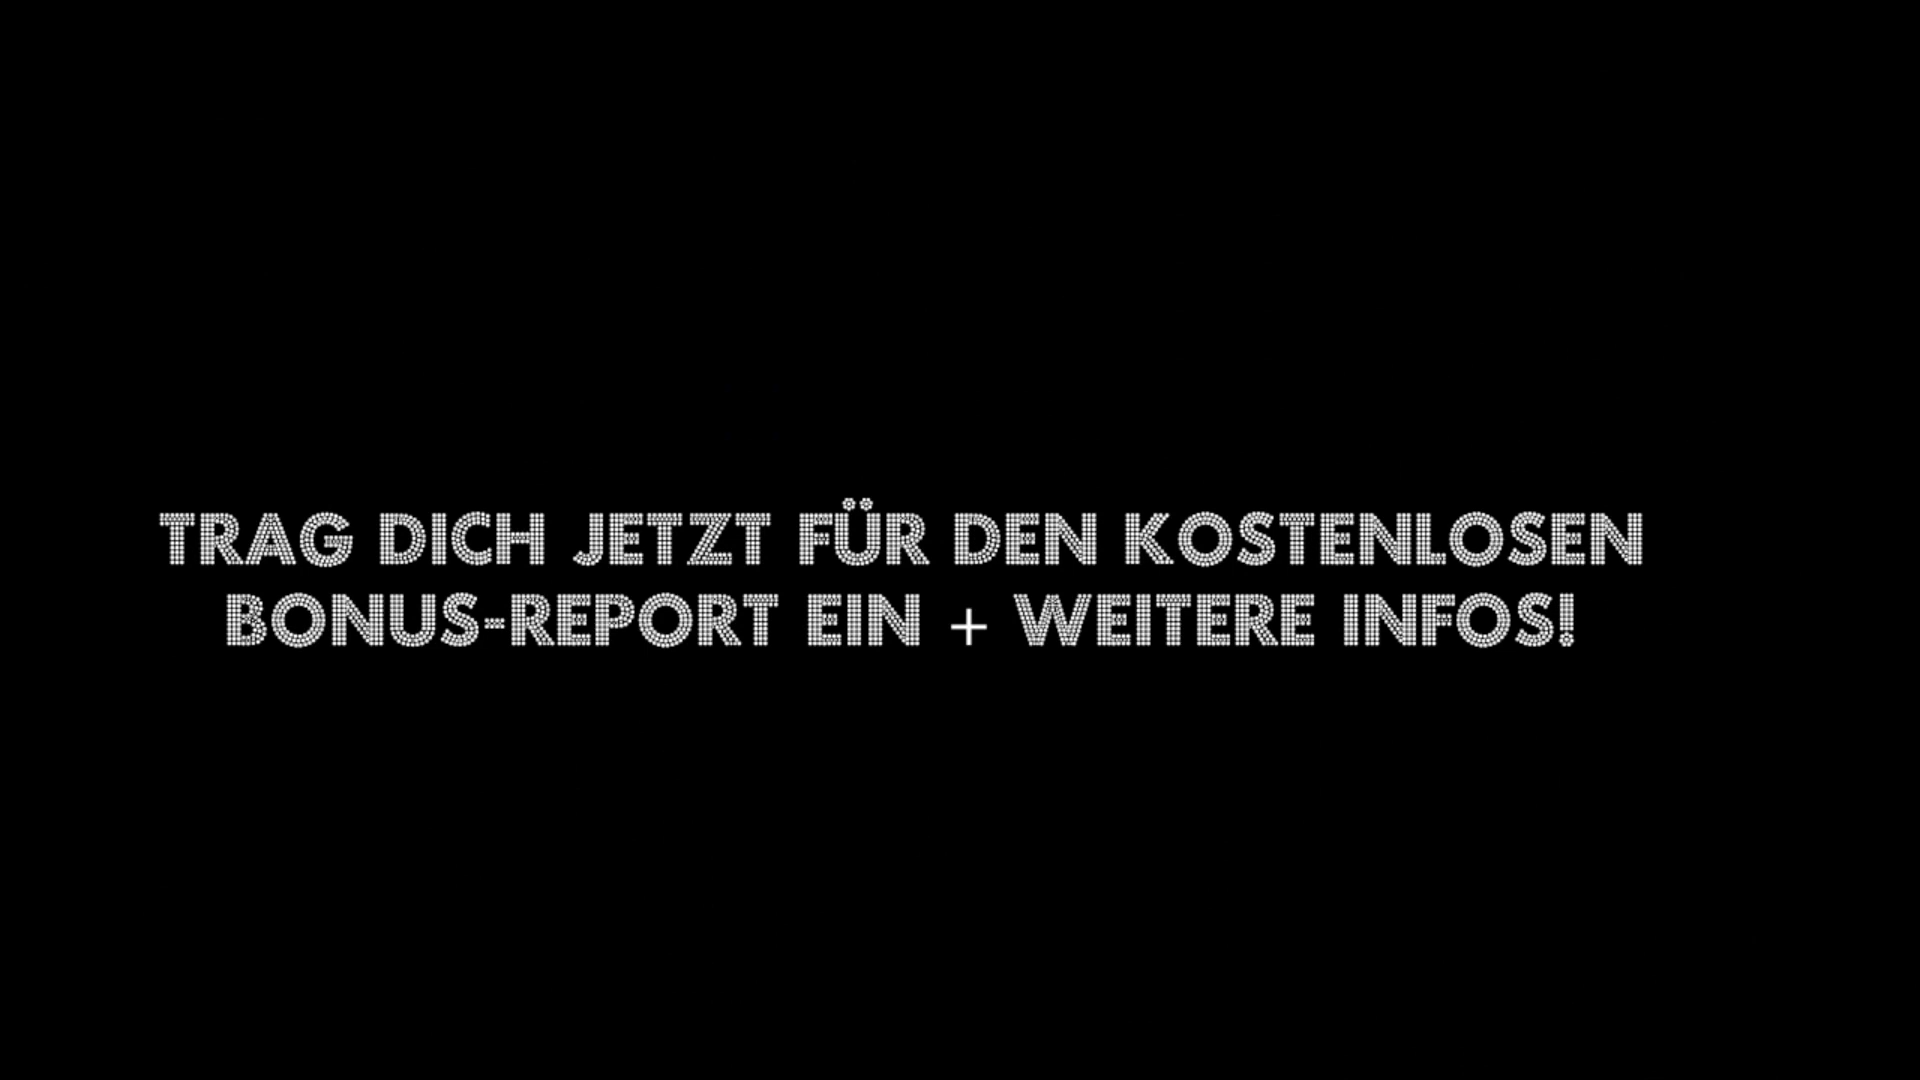 TRAG DICH JETZT FÜR DEN KOSTENLOSEN
BONUS-REPORT EIN + WEITERE INFOS!